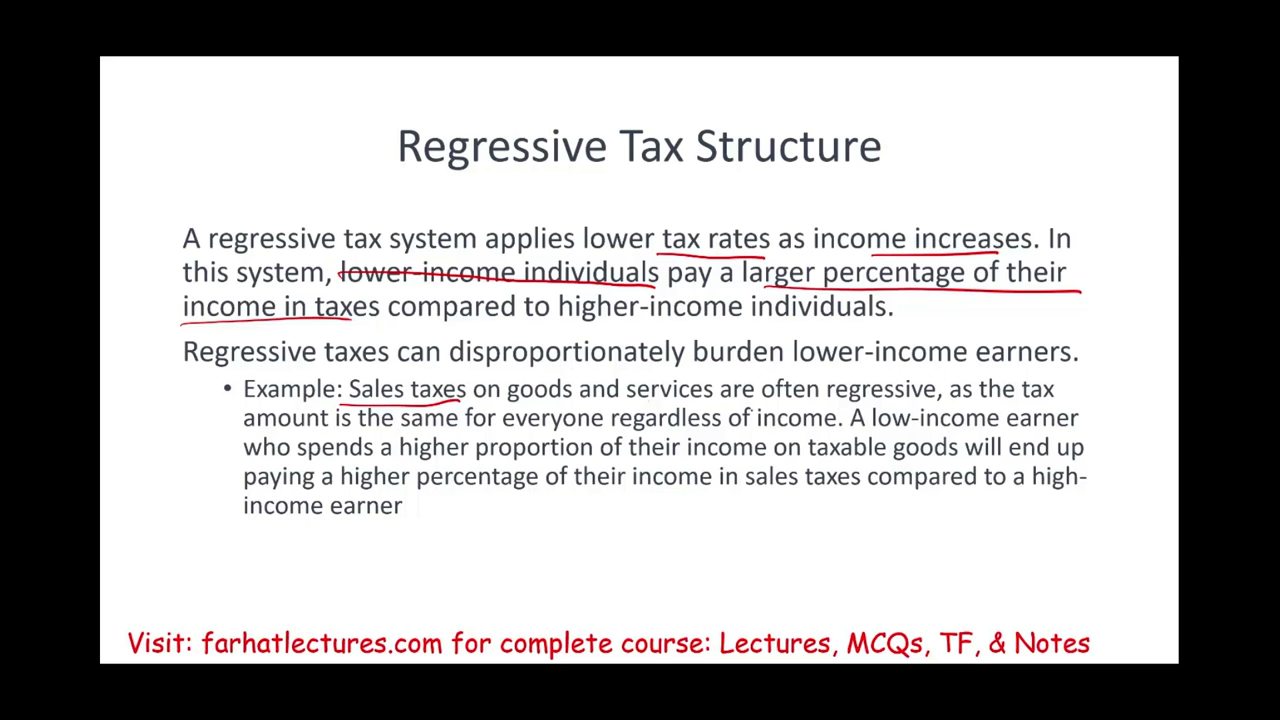 Regressive Tax Structure
A regressive tax system applies lower tax rates as income increases. In
this system, lower-income individuals pay a larger percentage of their
income in taxes compared to higher-income individuals.
Regressive taxes can disproportionately burden lower-income earners.
• Example: Sales taxes on goods and services are often regressive, as the tax
amount is the same for everyone regardless of income. A low-income earner
who spends a higher proportion of their income on taxable goods will end up
paying a higher percentage of their income in sales taxes compared to a high-
income earner
Visit: farhatlectures.com for complete course: Lectures, MCQs, TF, & Notes